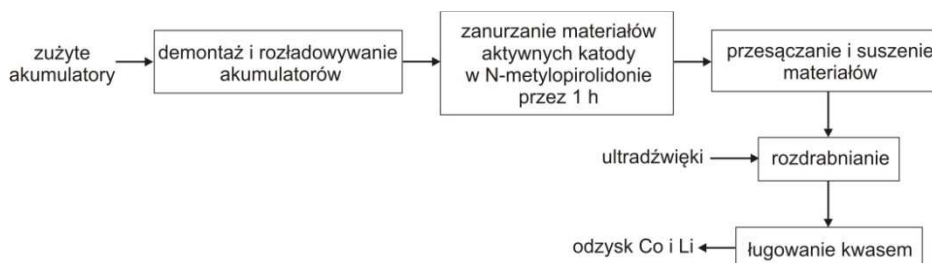 zużyte
akumulatory
demontaż i rozładowywanie
akumulatorów
zanurzanie materiałów
aktywnych katody
w N-metylopirolidonie
przez 1 h
przesączanie i suszenie
materiałów
ultradźwięki
rozdrabnianie
odzysk Co i Li
ługowanie kwasem